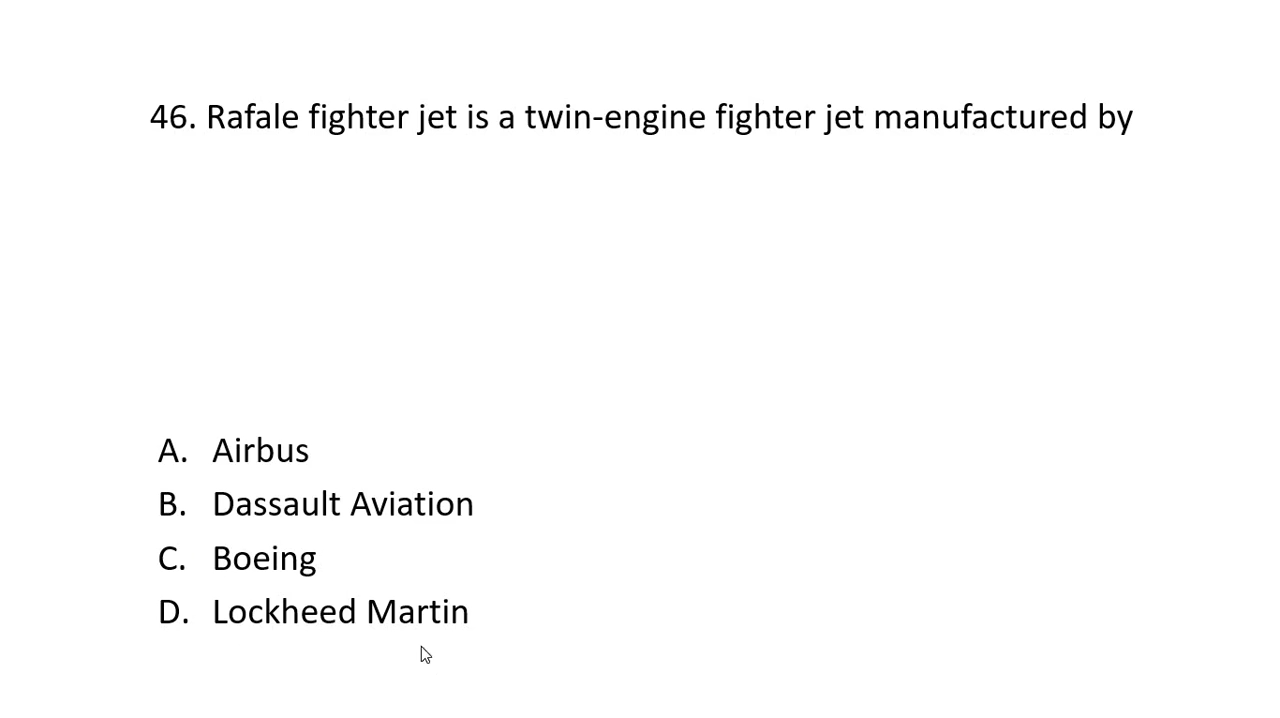 46. Rafale fighter jet is a twin-engine fighter jet manufactured by
A. Airbus
B. Dassault Aviation
C. Boeing
D. Lockheed Martin